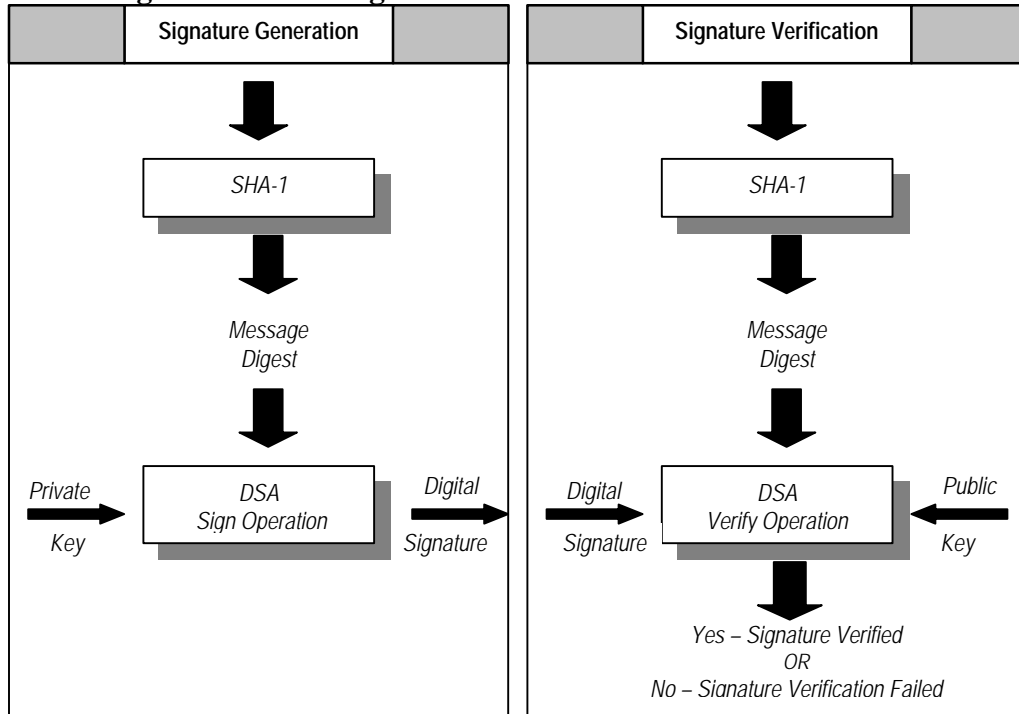 Signature Generation
SHA-1
Message
Digest
Private
Key
DSA
Sign Operation
Digital
Signature
Signature Verification
SHA-1
Message
Digest
Digital
Signature
DSA
Verify Operation
Public
Key
Yes – Signature Verified
OR
No – Signature Verification Failed